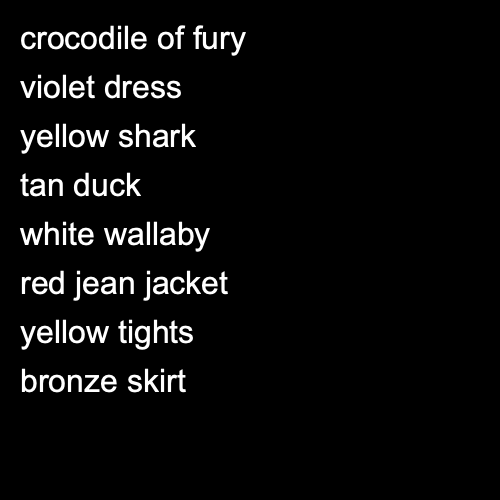 crocodile of fury
violet dress
yellow shark
tan duck
white wallaby
red jean jacket
yellow tights
bronze skirt